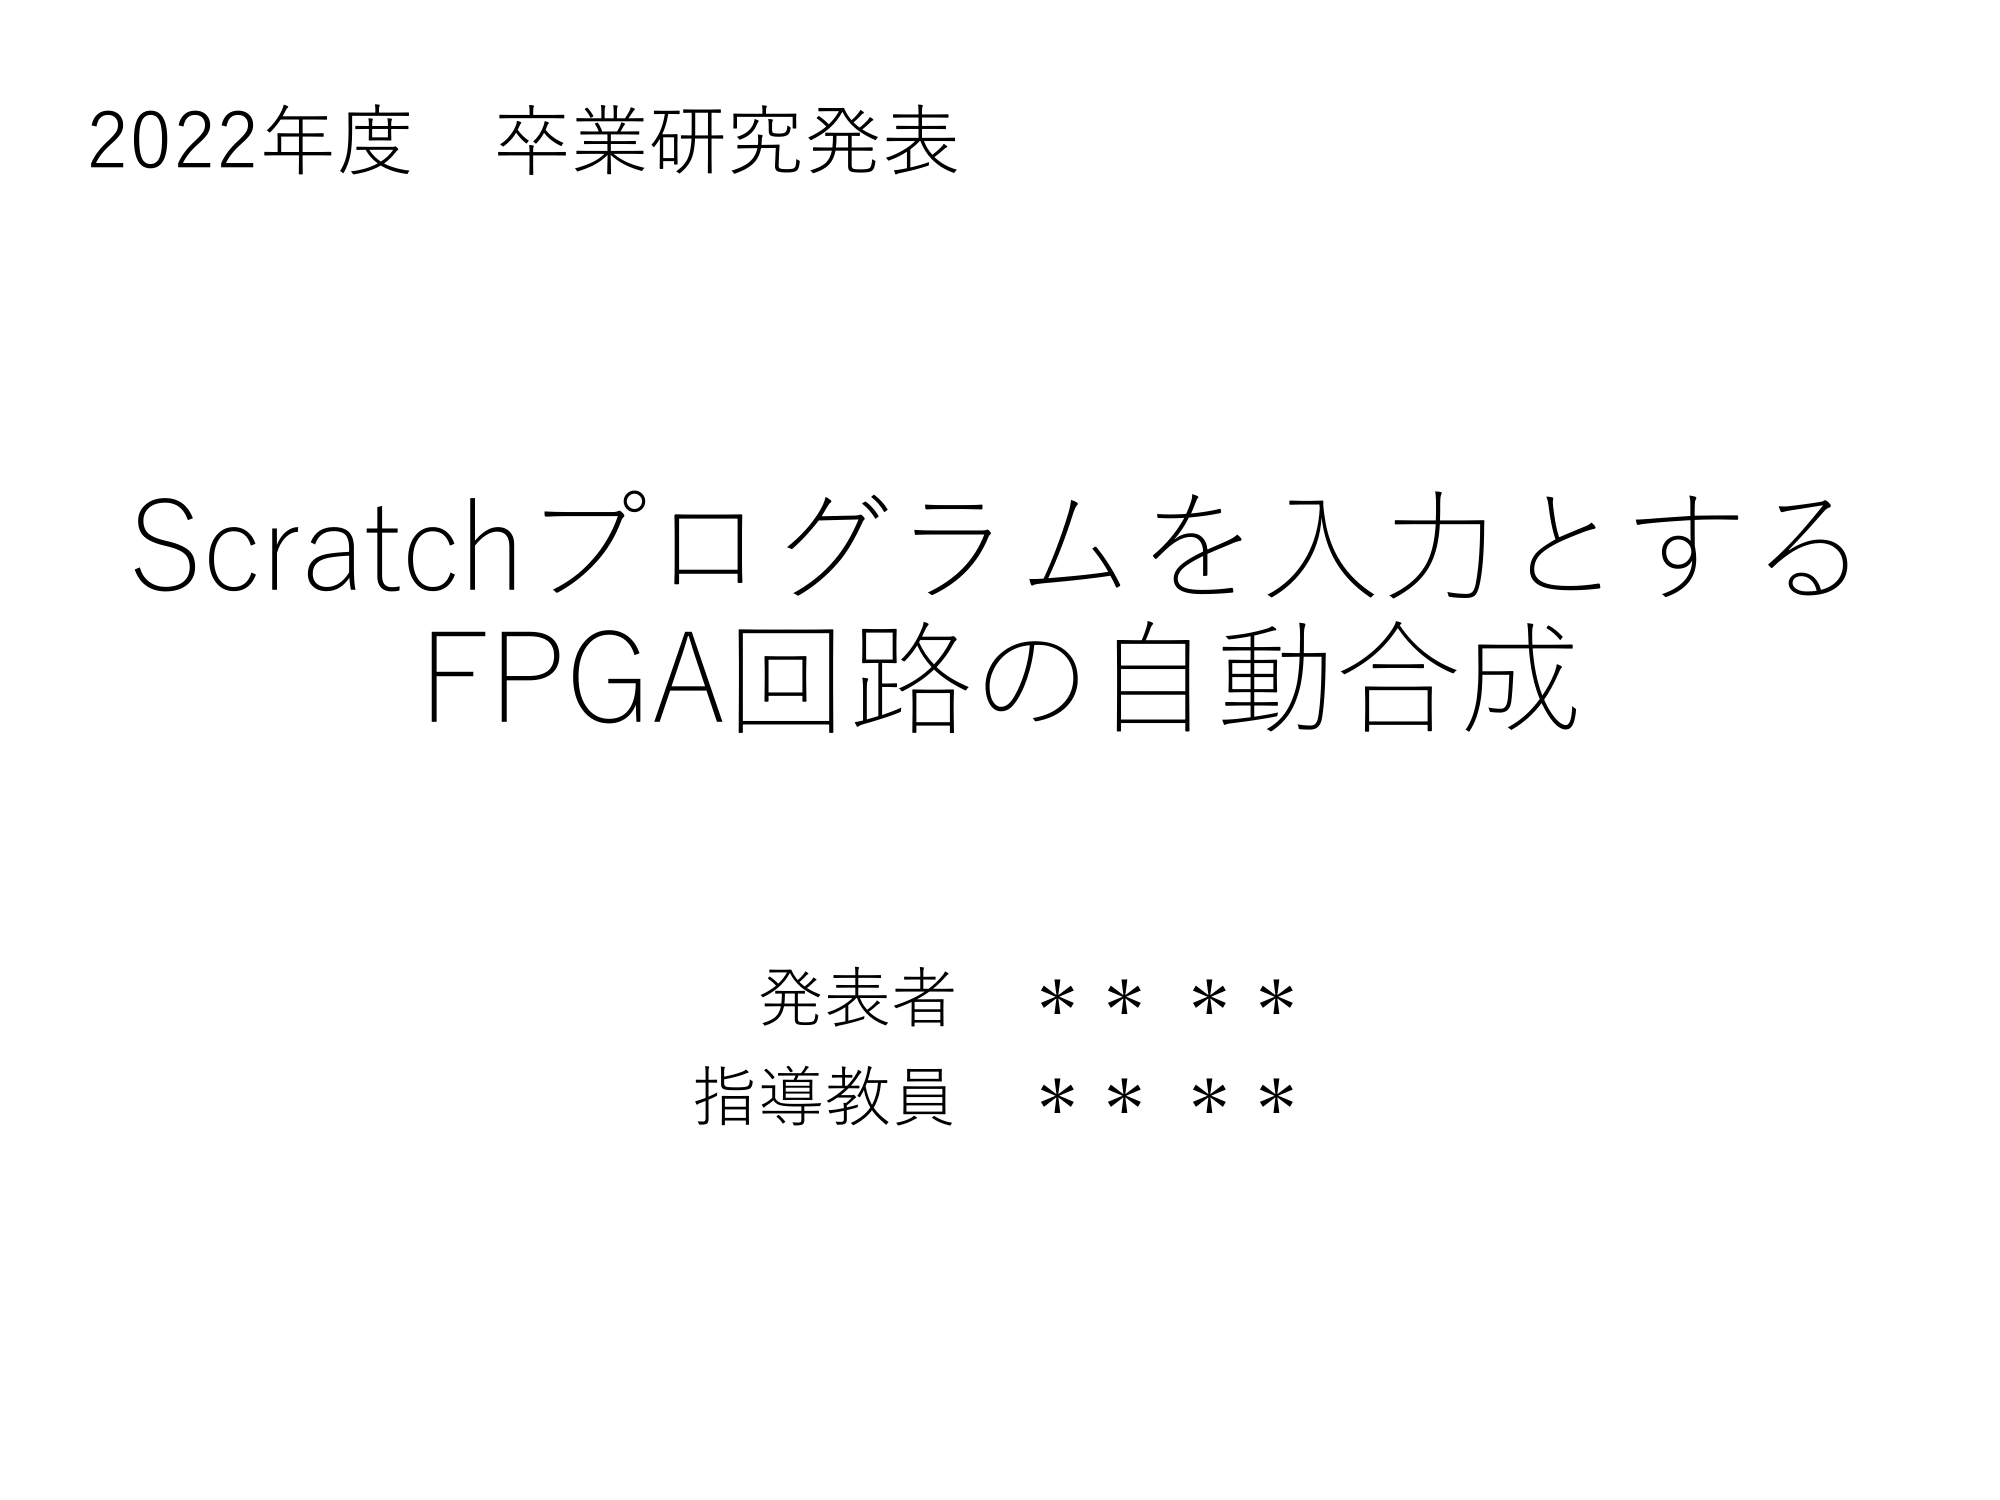 2022年度　卒業研究発表
Scratchプログラムを入力とする
FPGA回路の自動合成
発表者　＊＊ ＊＊
指導教員　＊＊ ＊＊